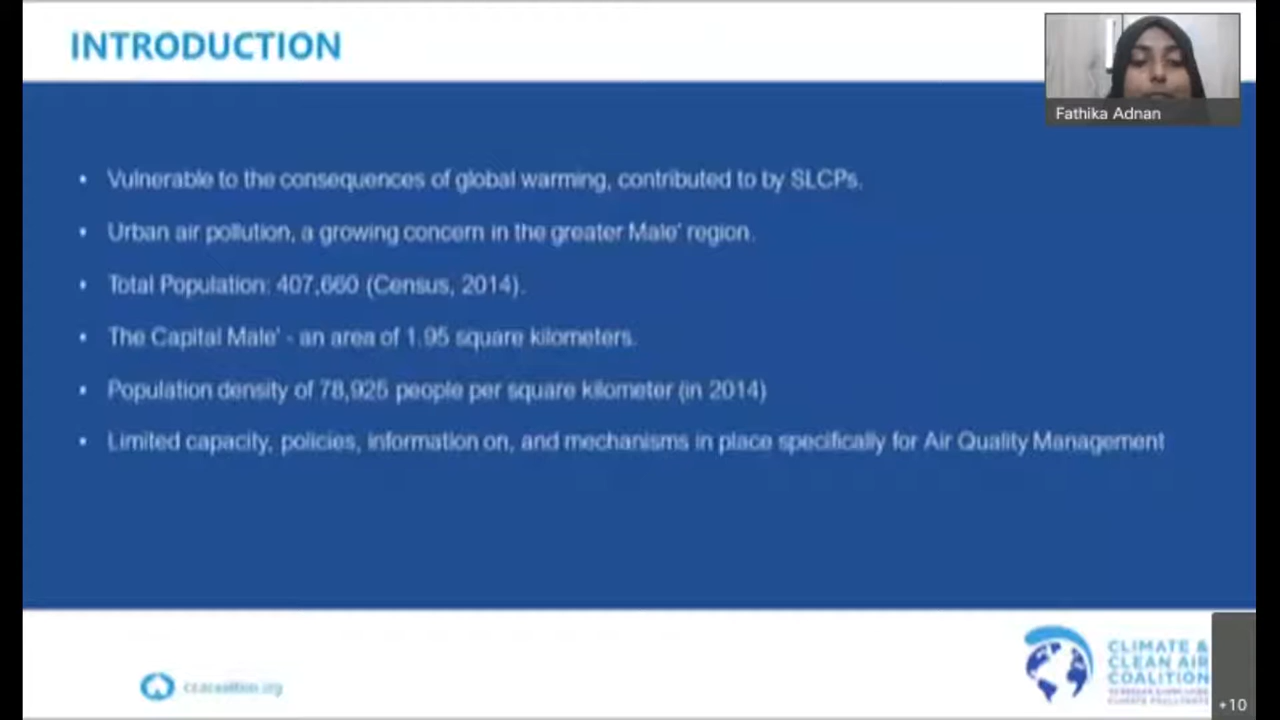 INTRODUCTION
Fathika Adnan
• Vulnerable to the consequences of global warming, contributed to by SLCPs.
• Urban air pollution, a growing concern in the greater Male' region.
• Total Population: 407,660 (Census, 2014).
• The Capital Male' - an area of 1.95 square kilometers.
• Population density of 78,925 people per square kilometer (in 2014)
• Limited capacity, policies, information on, and mechanisms in place specifically for Air Quality Management
ccacoalition.org
CLIMATE &
CLEAN AIR
COALITION
CLIMATE POLLUTANTS
+10